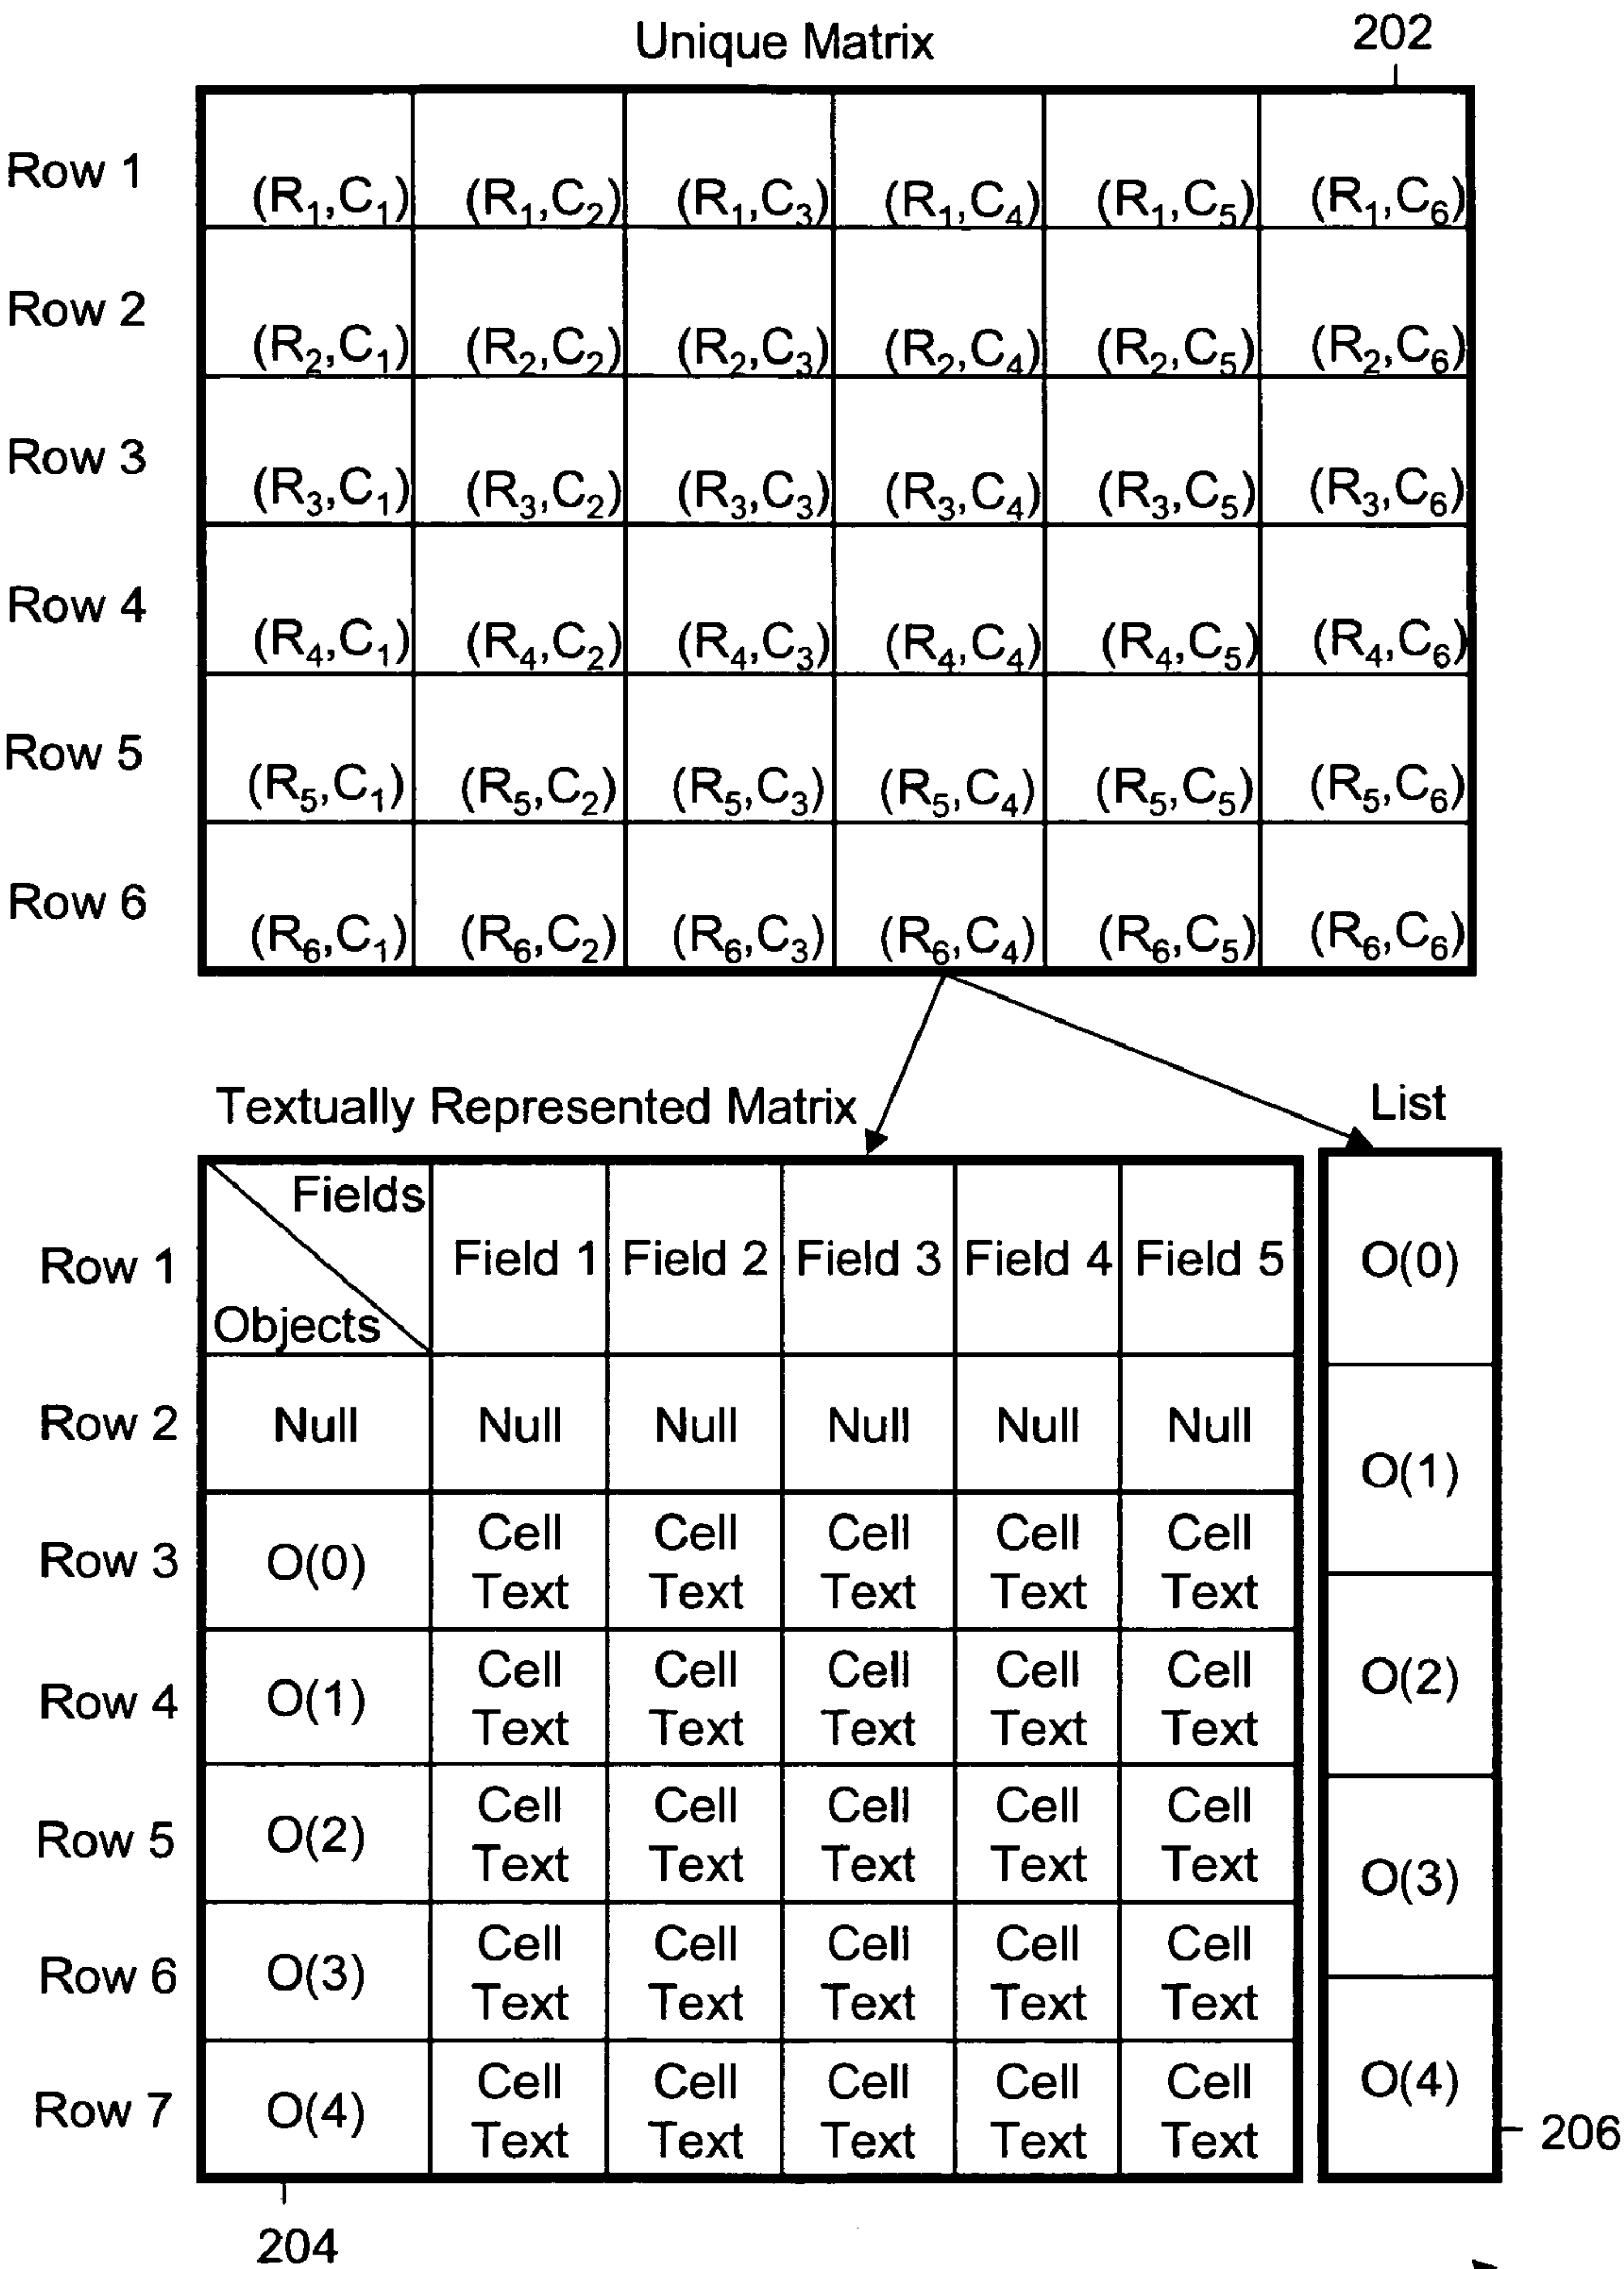 Unique Matrix 202
Row 1 (R₁,C₁) (R₁,C₂) (R₁,C₃) (R₁,C₄) (R₁,C₅) (R₁,C₆)
Row 2 (R₂,C₁) (R₂,C₂) (R₂,C₃) (R₂,C₄) (R₂,C₅) (R₂,C₆)
Row 3 (R₃,C₁) (R₃,C₂) (R₃,C₃) (R₃,C₄) (R₃,C₅) (R₃,C₆)
Row 4 (R₄,C₁) (R₄,C₂) (R₄,C₃) (R₄,C₄) (R₄,C₅) (R₄,C₆)
Row 5 (R₅,C₁) (R₅,C₂) (R₅,C₃) (R₅,C₄) (R₅,C₅) (R₅,C₆)
Row 6 (R₆,C₁) (R₆,C₂) (R₆,C₃) (R₆,C₄) (R₆,C₅) (R₆,C₆)
Textually Represented Matrix
Fields
Row 1 Field 1 Field 2 Field 3 Field 4 Field 5
Objects
Row 2 Null Null Null Null Null Null
Cell Cell Cell Cell Cell
Row 3 O(0)
Text Text Text Text Text
Cell Cell Cell Cell Cell
Row 4 O(1)
Text Text Text Text Text
Cell Cell Cell Cell Cell
Row 5 O(2)
Text Text Text Text Text
Cell Cell Cell Cell Cell
Row 6 O(3)
Text Text Text Text Text
Cell Cell Cell Cell Cell
Row 7 O(4)
Text Text Text Text Text
204
List
O(0)
O(1)
O(2)
O(3)
O(4)
206